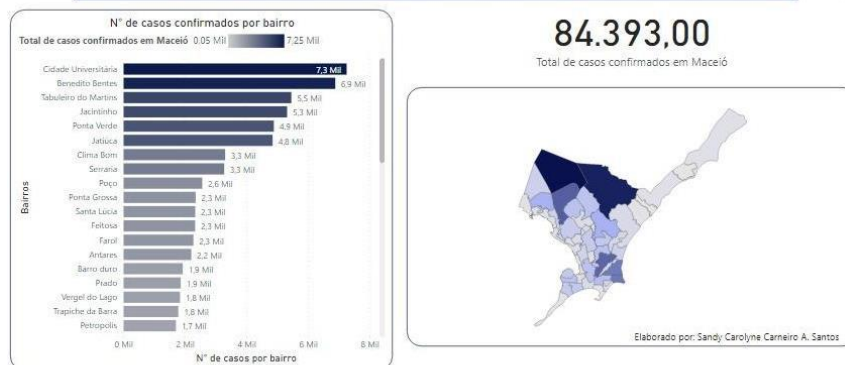 N° de casos confirmados por bairro
Total de casos confirmados em Maceió 0,05 Mil 7,25 Mil
Cidade Universitária 7,3 Mil
Benedito Bentes 6,9 Mil
Tabuleiro do Martins 5,5 Mil
Jacintinho 5,3 Mil
Ponta Verde 4,9 Mil
Jatiúca 4,8 Mil
Clima Bom 3,3 Mil
Serraria 3,3 Mil
Poço 2,6 Mil
Ponta Grossa 2,3 Mil
Santa Lúcia 2,3 Mil
Feitosa 2,3 Mil
Farol 2,3 Mil
Antares 2,2 Mil
Barro duro 1,9 Mil
Prado 1,9 Mil
Vergel do Lago 1,8 Mil
Trapiche da Barra 1,8 Mil
Petrópolis 1,7 Mil
Bairros
0 Mil 2 Mil 4 Mil 6 Mil 8 Mil
N° de casos por bairro
84.393,00
Total de casos confirmados em Maceió
Elaborado por: Sandy Carolyne Carneiro A. Santos